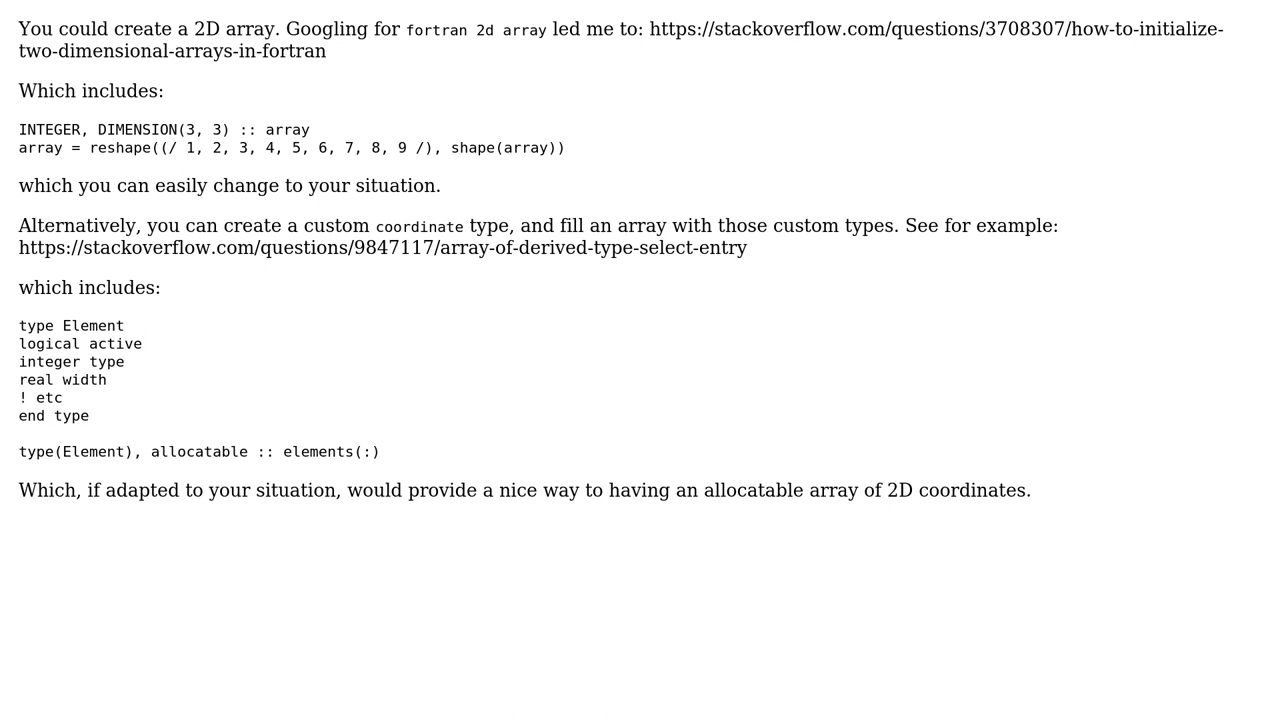 You could create a 2D array. Googling for fortran 2d array led me to: https://stackoverflow.com/questions/3708307/how-to-initialize-
two-dimensional-arrays-in-fortran
Which includes:
INTEGER, DIMENSION(3, 3) :: array
array = reshape((/ 1, 2, 3, 4, 5, 6, 7, 8, 9 /), shape(array))
which you can easily change to your situation.
Alternatively, you can create a custom coordinate type, and fill an array with those custom types. See for example:
https://stackoverflow.com/questions/9847117/array-of-derived-type-select-entry
which includes:
type Element
logical active
integer type
real width
! etc
end type
type(Element), allocatable :: elements(:)
Which, if adapted to your situation, would provide a nice way to having an allocatable array of 2D coordinates.